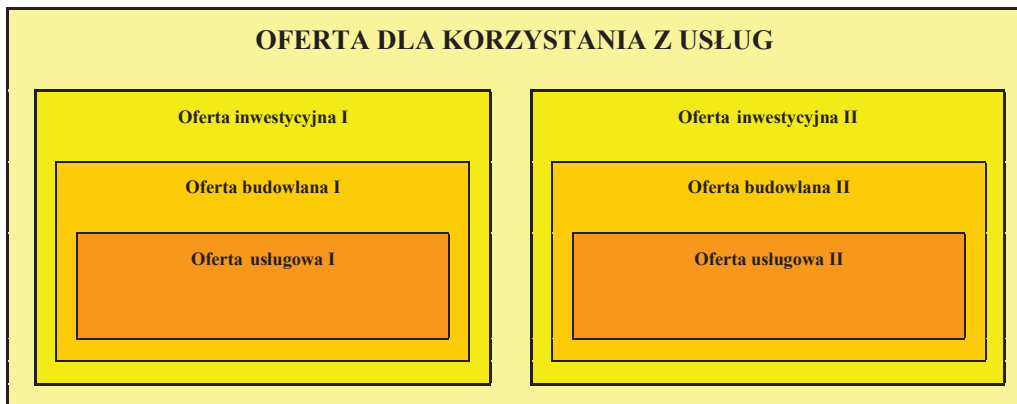 OFERTA DLA KORZYSTANIA Z USŁUG
Oferta inwestycyjna I
Oferta inwestycyjna II
Oferta budowlana I
Oferta budowlana II
Oferta usługowa I
Oferta usługowa II